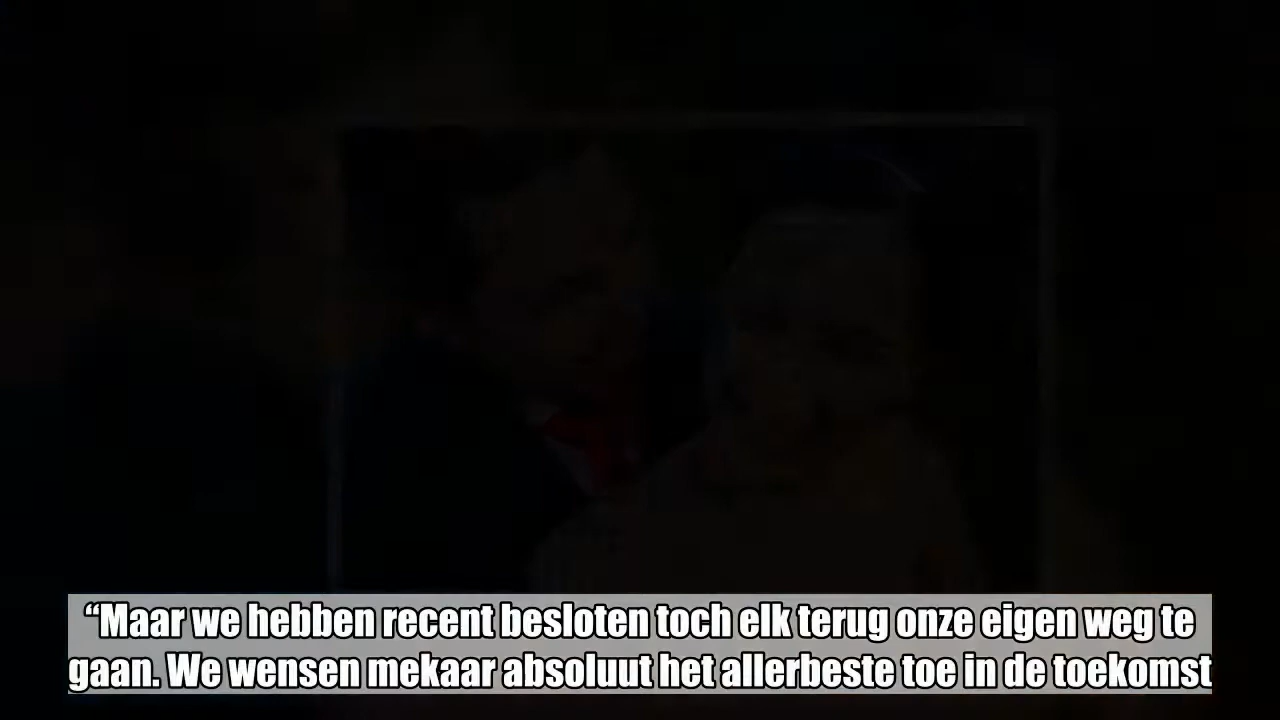 “Maar we hebben recent besloten toch elk terug onze eigen weg te
gaan. We wensen mekaar absoluut het allerbeste toe in de toekomst